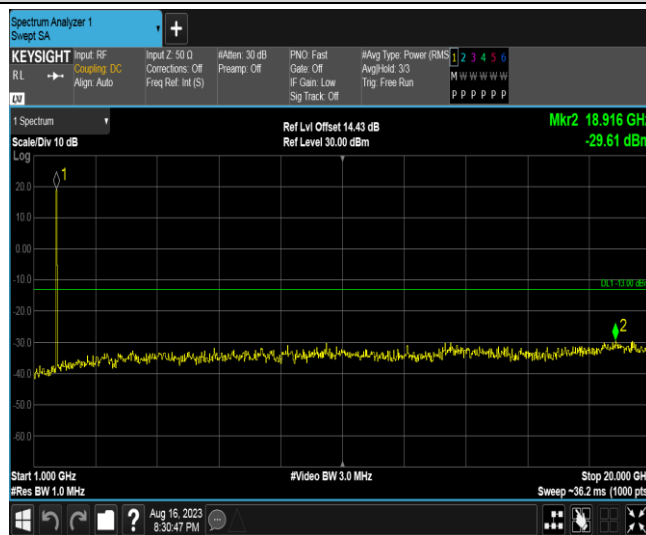 Spectrum Analyzer 1
Swept SA
KEYSIGHT
RL
LXI
Input: RF
Coupling: DC
Align: Auto
Input Z: 50 Ω
Corrections: Off
Freq Ref: Int (S)
#Atten: 30 dB
Preamp: Off
PNO: Fast
Gate: Off
IF Gain: Low
Sig Track: Off
#Avg Type: Power (RMS
Avg|Hold: 3/3
Trig: Free Run
1 2 3 4 5 6
M W W W W W
P P P P P P
1 Spectrum
Scale/Div 10 dB
Log
Ref Lvl Offset 14.43 dB
Ref Level 30.00 dBm
Mkr2 18.916 GHz
-29.61 dBm
1
20.0
10.0
0.00
-10.0
DL1 -13.00 dBm
-20.0
2
-30.0
-40.0
-50.0
-60.0
Start 1.000 GHz
#Res BW 1.0 MHz
#Video BW 3.0 MHz
Stop 20.000 GHz
Sweep ~36.2 ms (1000 pts
?
Aug 16, 2023
8:30:47 PM